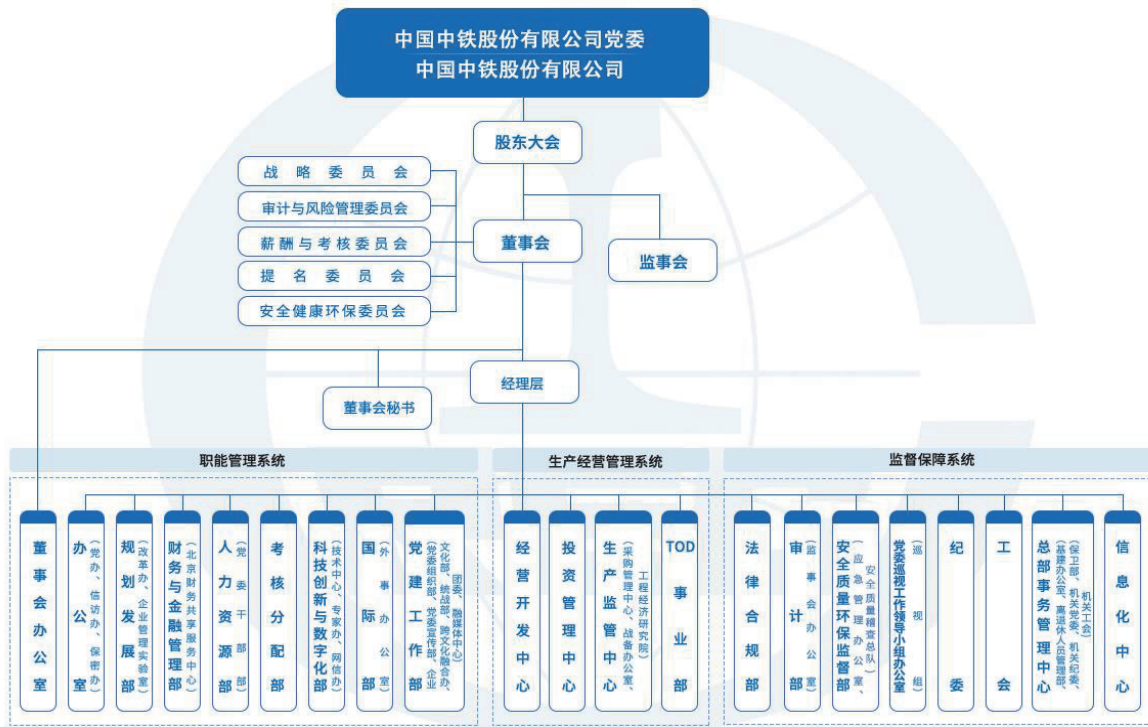 中国中铁股份有限公司党委
中国中铁股份有限公司
股东大会
战略委员会
审计与风险管理委员会
薪酬与考核委员会
提名委员会
安全健康环保委员会
董事会
监事会
经理层
董事会秘书
职能管理系统
生产经营管理系统
监督保障系统
董事会办公室
办公室
(党办、信访办、保密办)
规划发展部
(改革办、企业管理实验室)
财务与金融管理部
(北京财务共享服务中心)
人力资源部
(党委干部部)
考核分配部
科技创新与数字化部
(技术中心、专家办、网信办)
国际部
(外事办公室)
党建工作部
(党委组织部、党委宣传部、企业
文化部、统战部、跨文化融合办、
团委、融媒体中心)
经营开发中心
投资管理中心
生产监管中心
(采购管理中心、战备办公室、
工程经济研究院)
TOD事业部
法律合规部
审计部
(监事会办公室)
安全质量环保监督部
(应急管理办公室、
安全质量稽查总队)
党委巡视工作领导小组办公室
(巡视组)
纪委
工会
总部事务管理中心
(基建办公室、离退休人员管理部、
保卫部、机关党委、机关纪委、
机关工会)
信息化中心